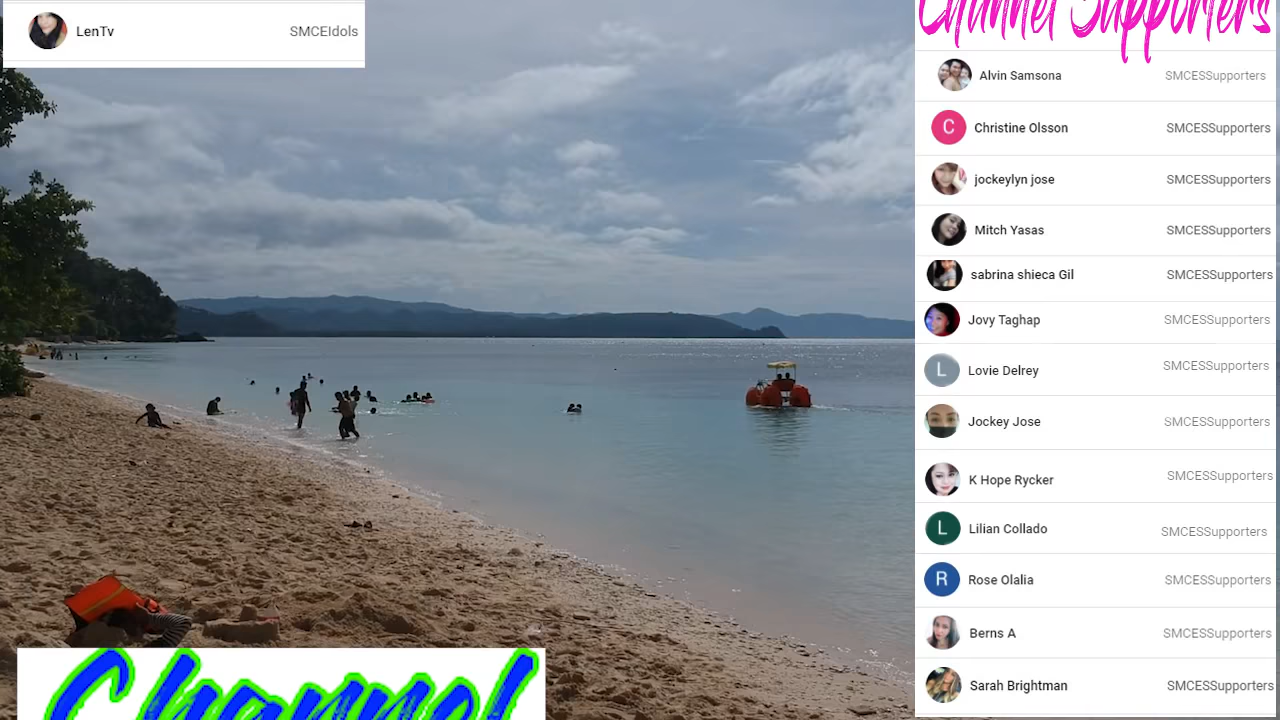 LenTv SMCEIdols
Channel Supporters
Alvin Samsona SMCESSupporters
C Christine Olsson SMCESSupporters
jockeylyn jose SMCESSupporters
Mitch Yasas SMCESSupporters
sabrina shieca Gil SMCESSupporters
Jovy Taghap SMCESSupporters
L Lovie Delrey SMCESSupporters
Jockey Jose SMCESSupporters
K Hope Rycker SMCESSupporters
L Lilian Collado SMCESSupporters
R Rose Olalia SMCESSupporters
Berns A SMCESSupporters
Sarah Brightman SMCESSupporters
Channel